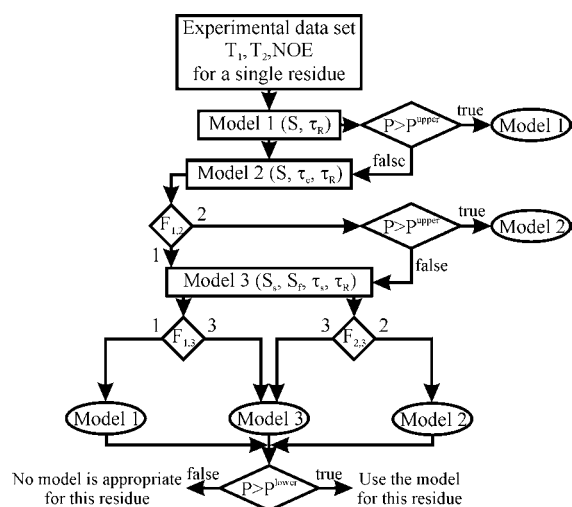 Experimental data set
T₁, T₂,NOE
for a single residue
Model 1 (S, τR)
P>Pᵘᵖᵖᵉʳ
true
Model 1
false
Model 2 (S, τe, τR)
F₁,₂
2
P>Pᵘᵖᵖᵉʳ
true
Model 2
1
false
Model 3 (Ss, Sf, τs, τR)
1
F₁,₃
3
3
F₂,₃
2
Model 1
Model 3
Model 2
No model is appropriate
for this residue
false
P>Pˡᵒʷᵉʳ
true
Use the model
for this residue